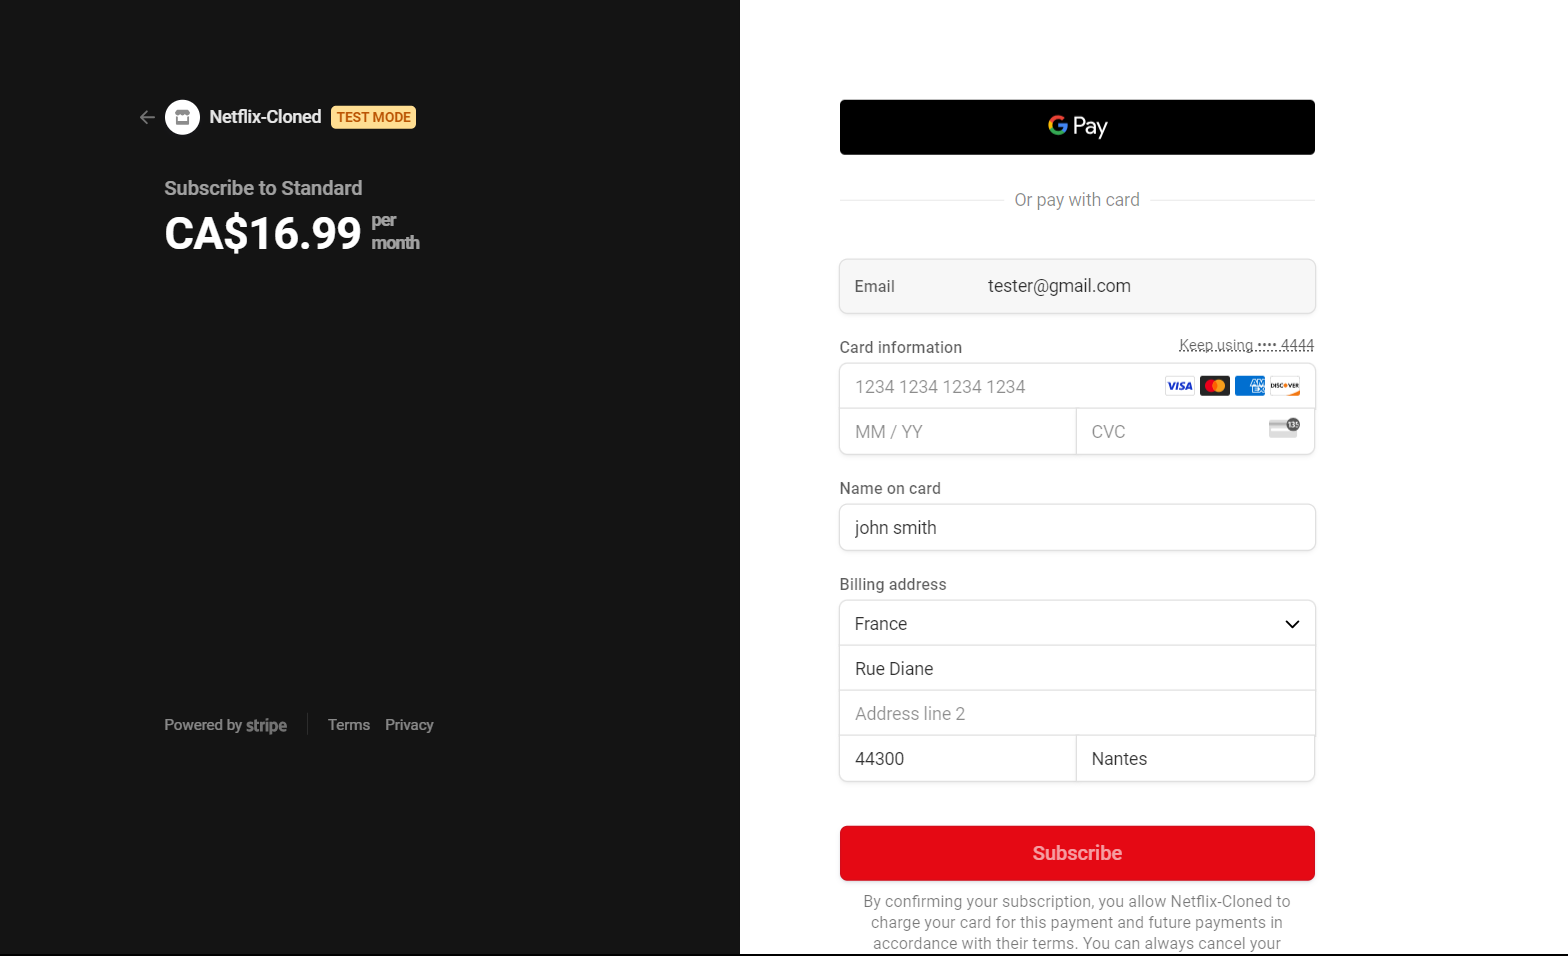 Netflix-Cloned TEST MODE
Subscribe to Standard
CA$16.99 per
month
Powered by stripe Terms Privacy
G Pay
Or pay with card
Email tester@gmail.com
Card information Keep using •••• 4444
1234 1234 1234 1234 VISA AM EX DISCOVER
MM / YY CVC 135
Name on card
john smith
Billing address
France
Rue Diane
Address line 2
44300 Nantes
Subscribe
By confirming your subscription, you allow Netflix-Cloned to
charge your card for this payment and future payments in
accordance with their terms. You can always cancel your